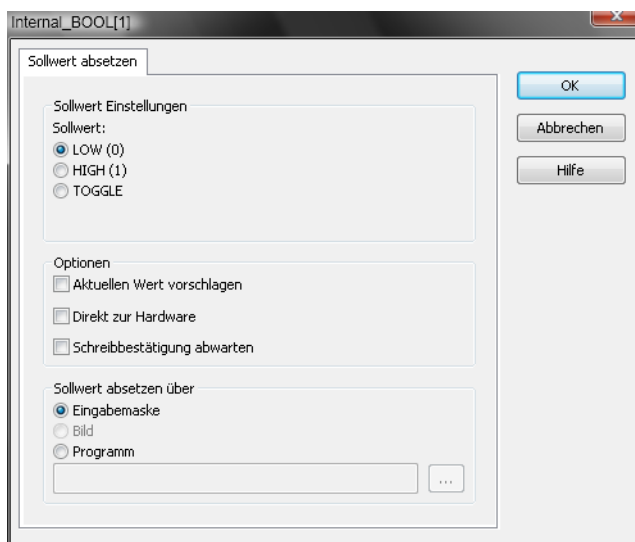 Internal_BOOL[1]
Sollwert absetzen
OK
Abbrechen
Hilfe
Sollwert Einstellungen
Sollwert:
LOW (0)
HIGH (1)
TOGGLE
Optionen
Aktuellen Wert vorschlagen
Direkt zur Hardware
Schreibbestätigung abwarten
Sollwert absetzen über
Eingabemaske
Bild
Programm
...